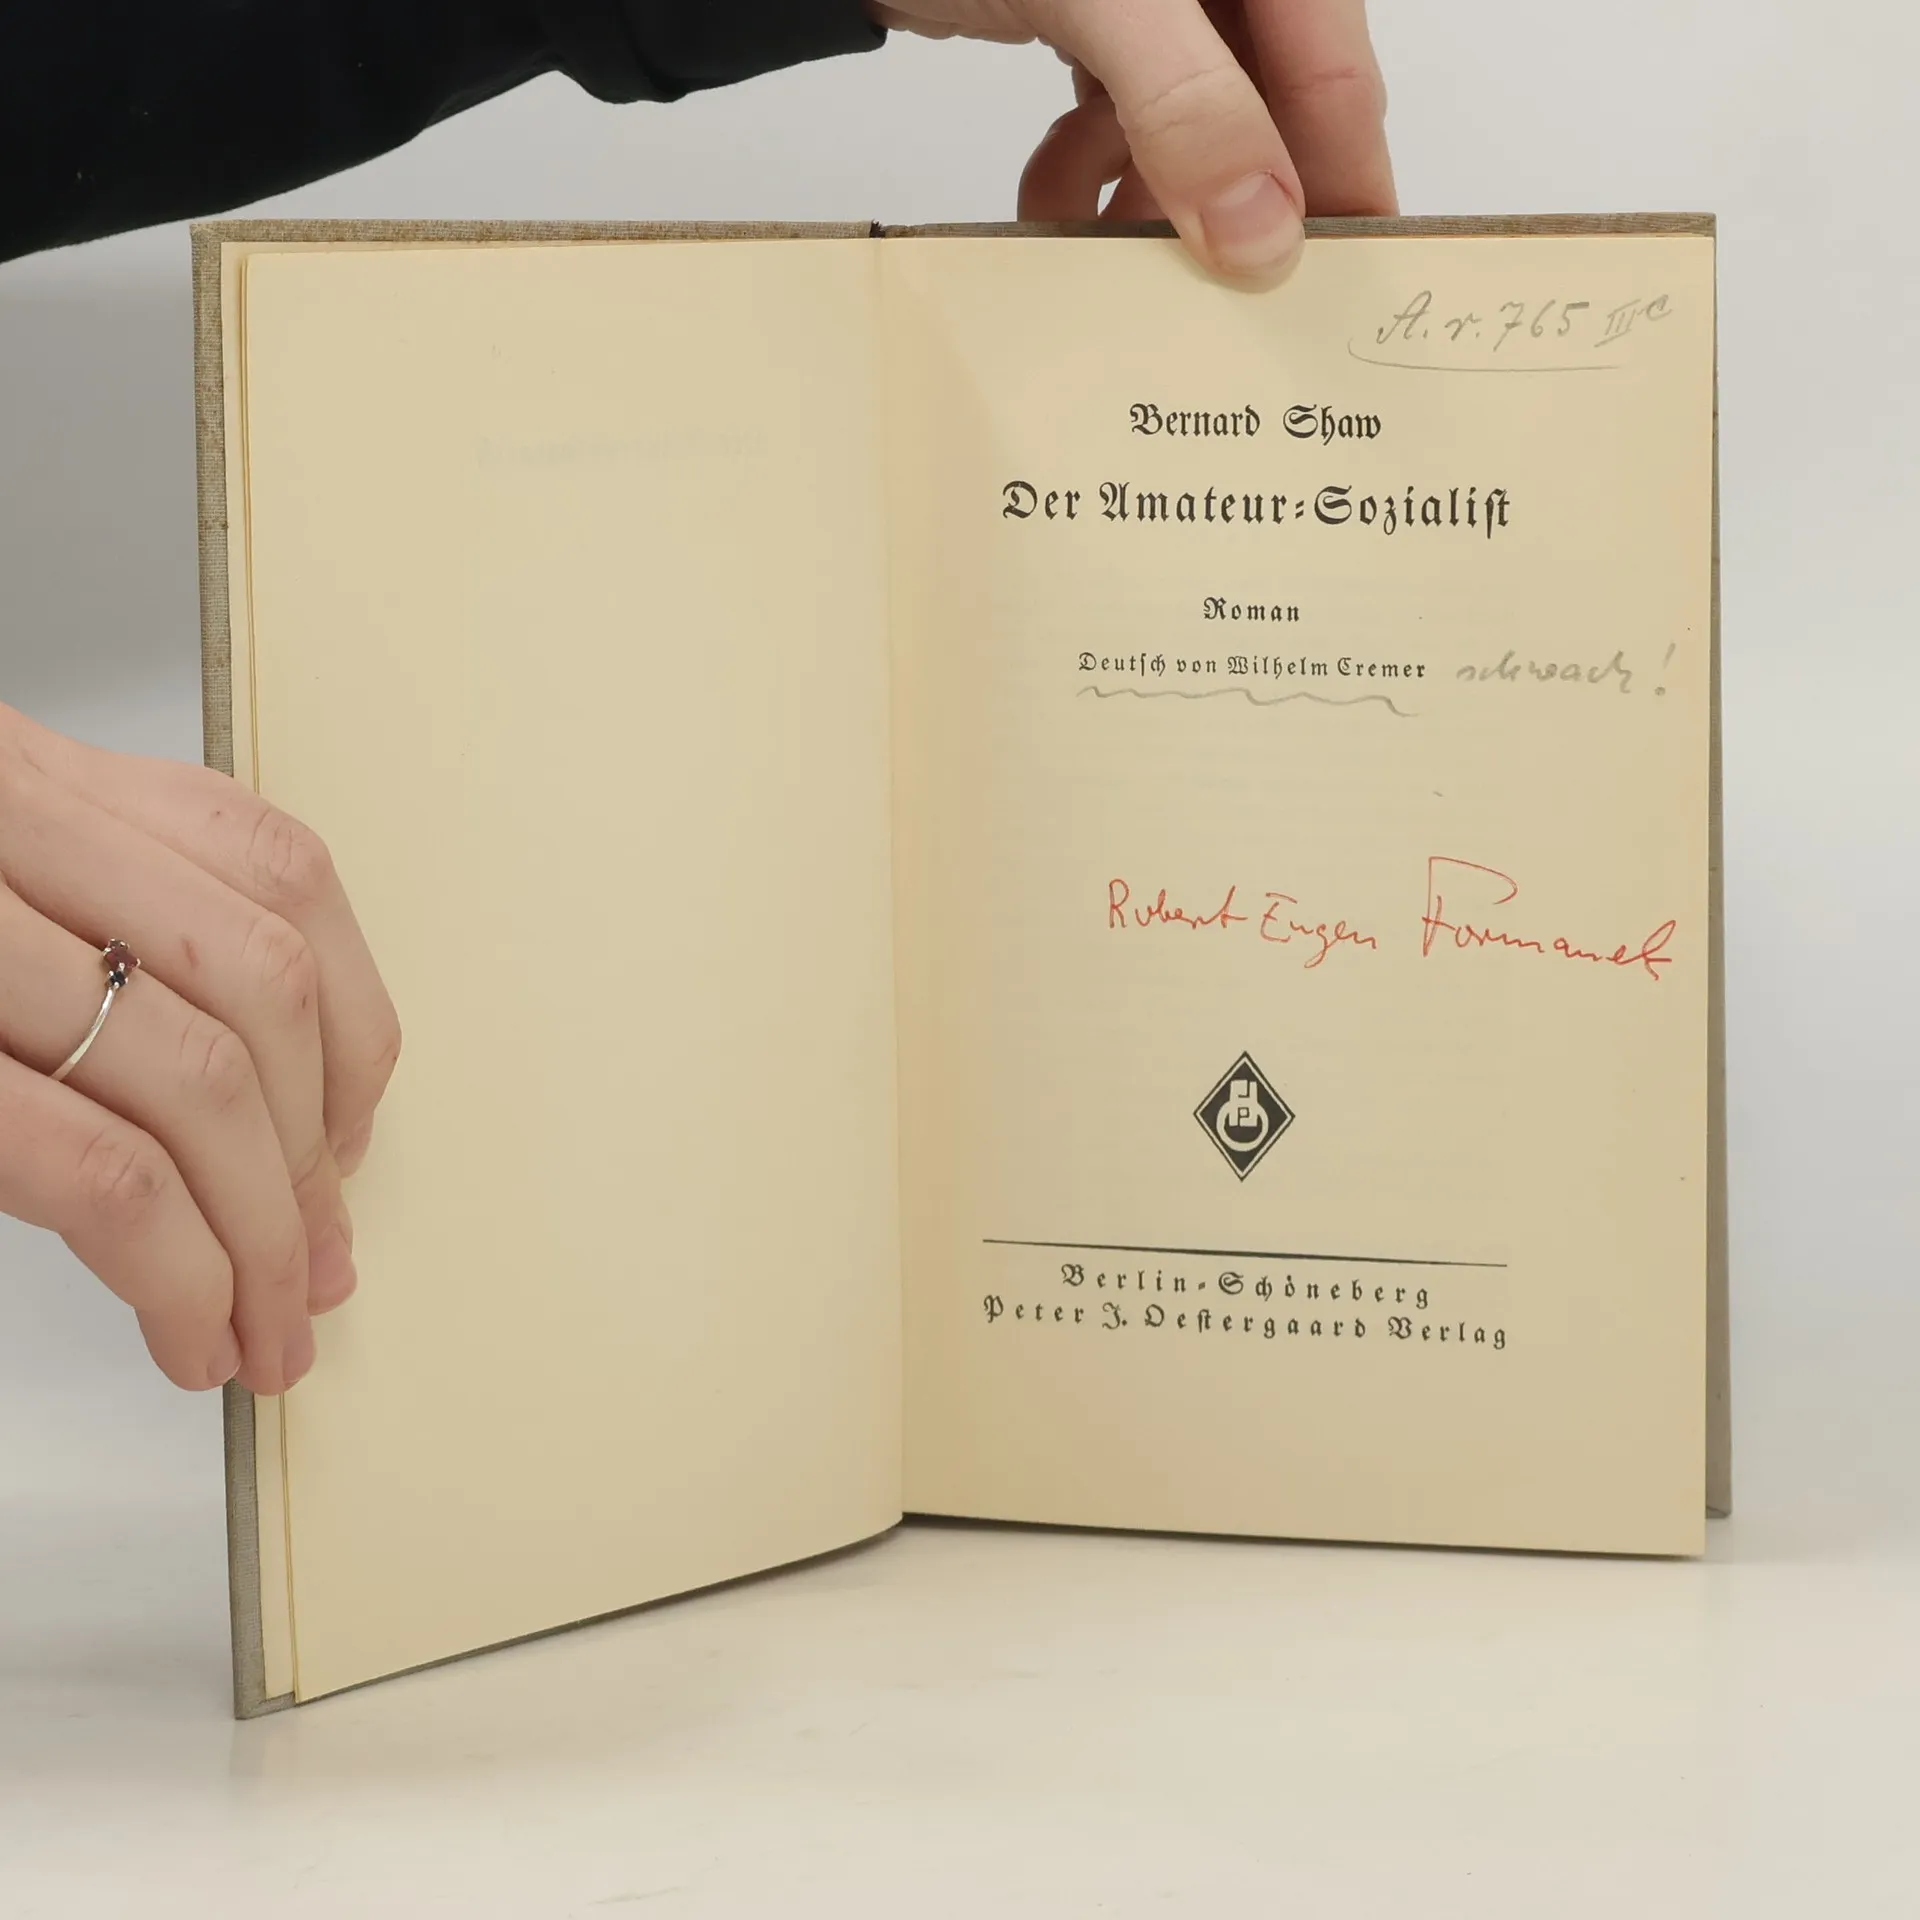 A. v. 765 III c
Bernard Shaw
Der Amateur-Sozialist
Roman
Deutsch von Wilhelm Cremer schwach!
Robert Eugen Formanek
Berlin-Schöneberg
Peter J. Oestergaard Verlag